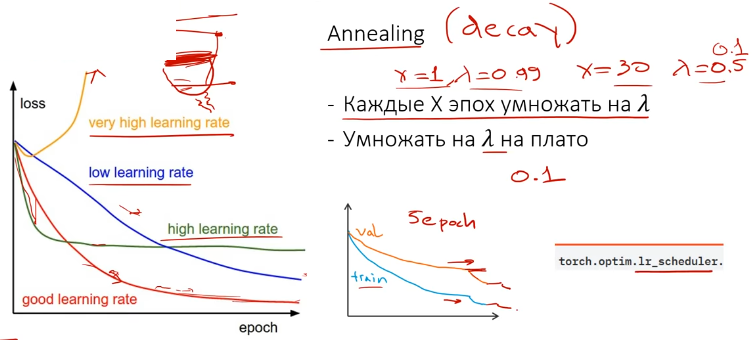 Annealing (decay)
0.1
x=1, λ=0.99 x=30 λ=0.5
- Каждые X эпох умножать на λ
- Умножать на λ на плато
0.1
loss
very high learning rate
low learning rate
high learning rate
good learning rate
epoch
5epoch
val
train
torch.optim.lr_scheduler.